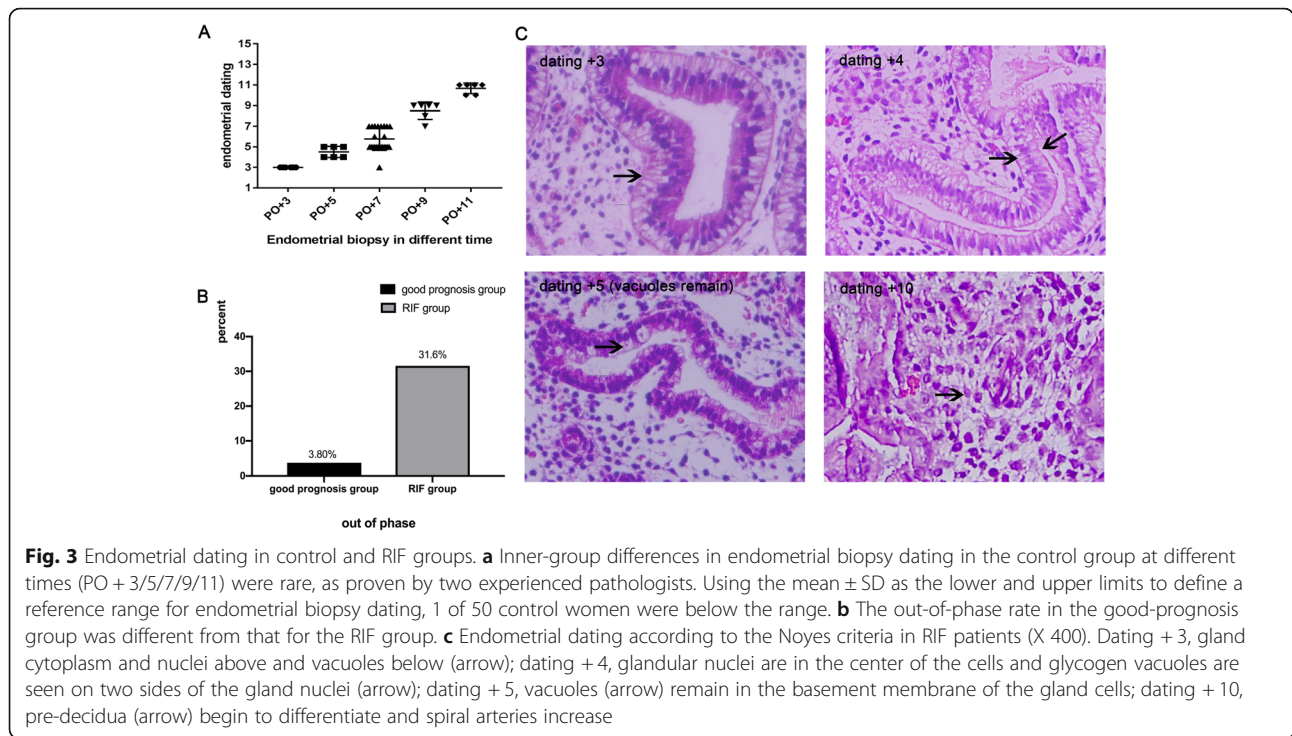 A
15
13
11
9
7
5
3
1
endometrial dating
PO+3
PO+5
PO+7
PO+9
PO+11
Endometrial biopsy in different time
B
good prognosis group
RIF group
percent
40
30
20
10
0
3.80%
31.6%
good prognosis group
RIF group
out of phase
C
dating +3
dating +4
dating +5 (vacuoles remain)
dating +10
Fig. 3 Endometrial dating in control and RIF groups. a Inner-group differences in endometrial biopsy dating in the control group at different
times (PO + 3/5/7/9/11) were rare, as proven by two experienced pathologists. Using the mean ± SD as the lower and upper limits to define a
reference range for endometrial biopsy dating, 1 of 50 control women were below the range. b The out-of-phase rate in the good-prognosis
group was different from that for the RIF group. c Endometrial dating according to the Noyes criteria in RIF patients (X 400). Dating + 3, gland
cytoplasm and nuclei above and vacuoles below (arrow); dating + 4, glandular nuclei are in the center of the cells and glycogen vacuoles are
seen on two sides of the gland nuclei (arrow); dating + 5, vacuoles (arrow) remain in the basement membrane of the gland cells; dating + 10,
pre-decidua (arrow) begin to differentiate and spiral arteries increase